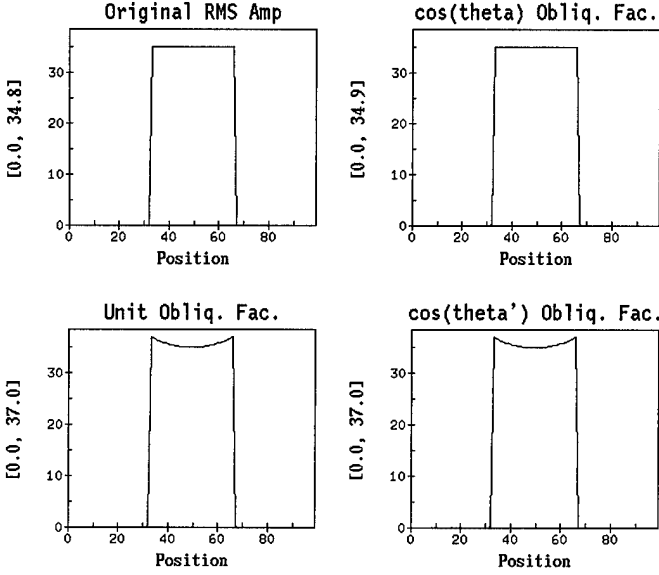 Original RMS Amp
[0.0, 34.8]
30
20
10
0
0 20 40 60 80
Position
cos(theta) Obliq. Fac.
[0.0, 34.9]
30
20
10
0
0 20 40 60 80
Position
Unit Obliq. Fac.
[0.0, 37.0]
30
20
10
0
0 20 40 60 80
Position
cos(theta') Obliq. Fac.
[0.0, 37.0]
30
20
10
0
0 20 40 60 80
Position